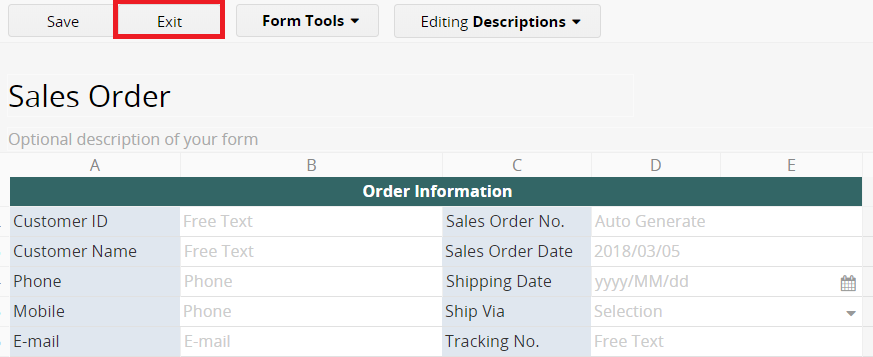 Save Exit Form Tools Editing Descriptions
Sales Order
Optional description of your form
A B C D E
Order Information
Customer ID Free Text Sales Order No. Auto Generate
Customer Name Free Text Sales Order Date 2018/03/05
Phone Phone Shipping Date yyyy/MM/dd
Mobile Phone Ship Via Selection
E-mail E-mail Tracking No. Free Text